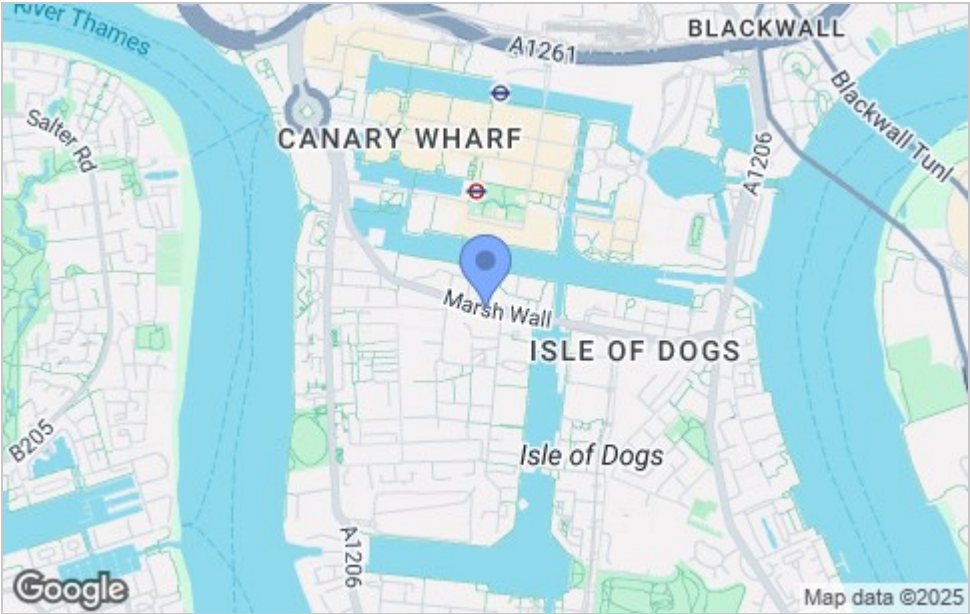 River Thames
BLACKWALL
A1261
Blackwall Tunl
Salter Rd
CANARY WHARF
A1206
Marsh Wall
ISLE OF DOGS
B205
Isle of Dogs
A1206
Google
Map data ©2025